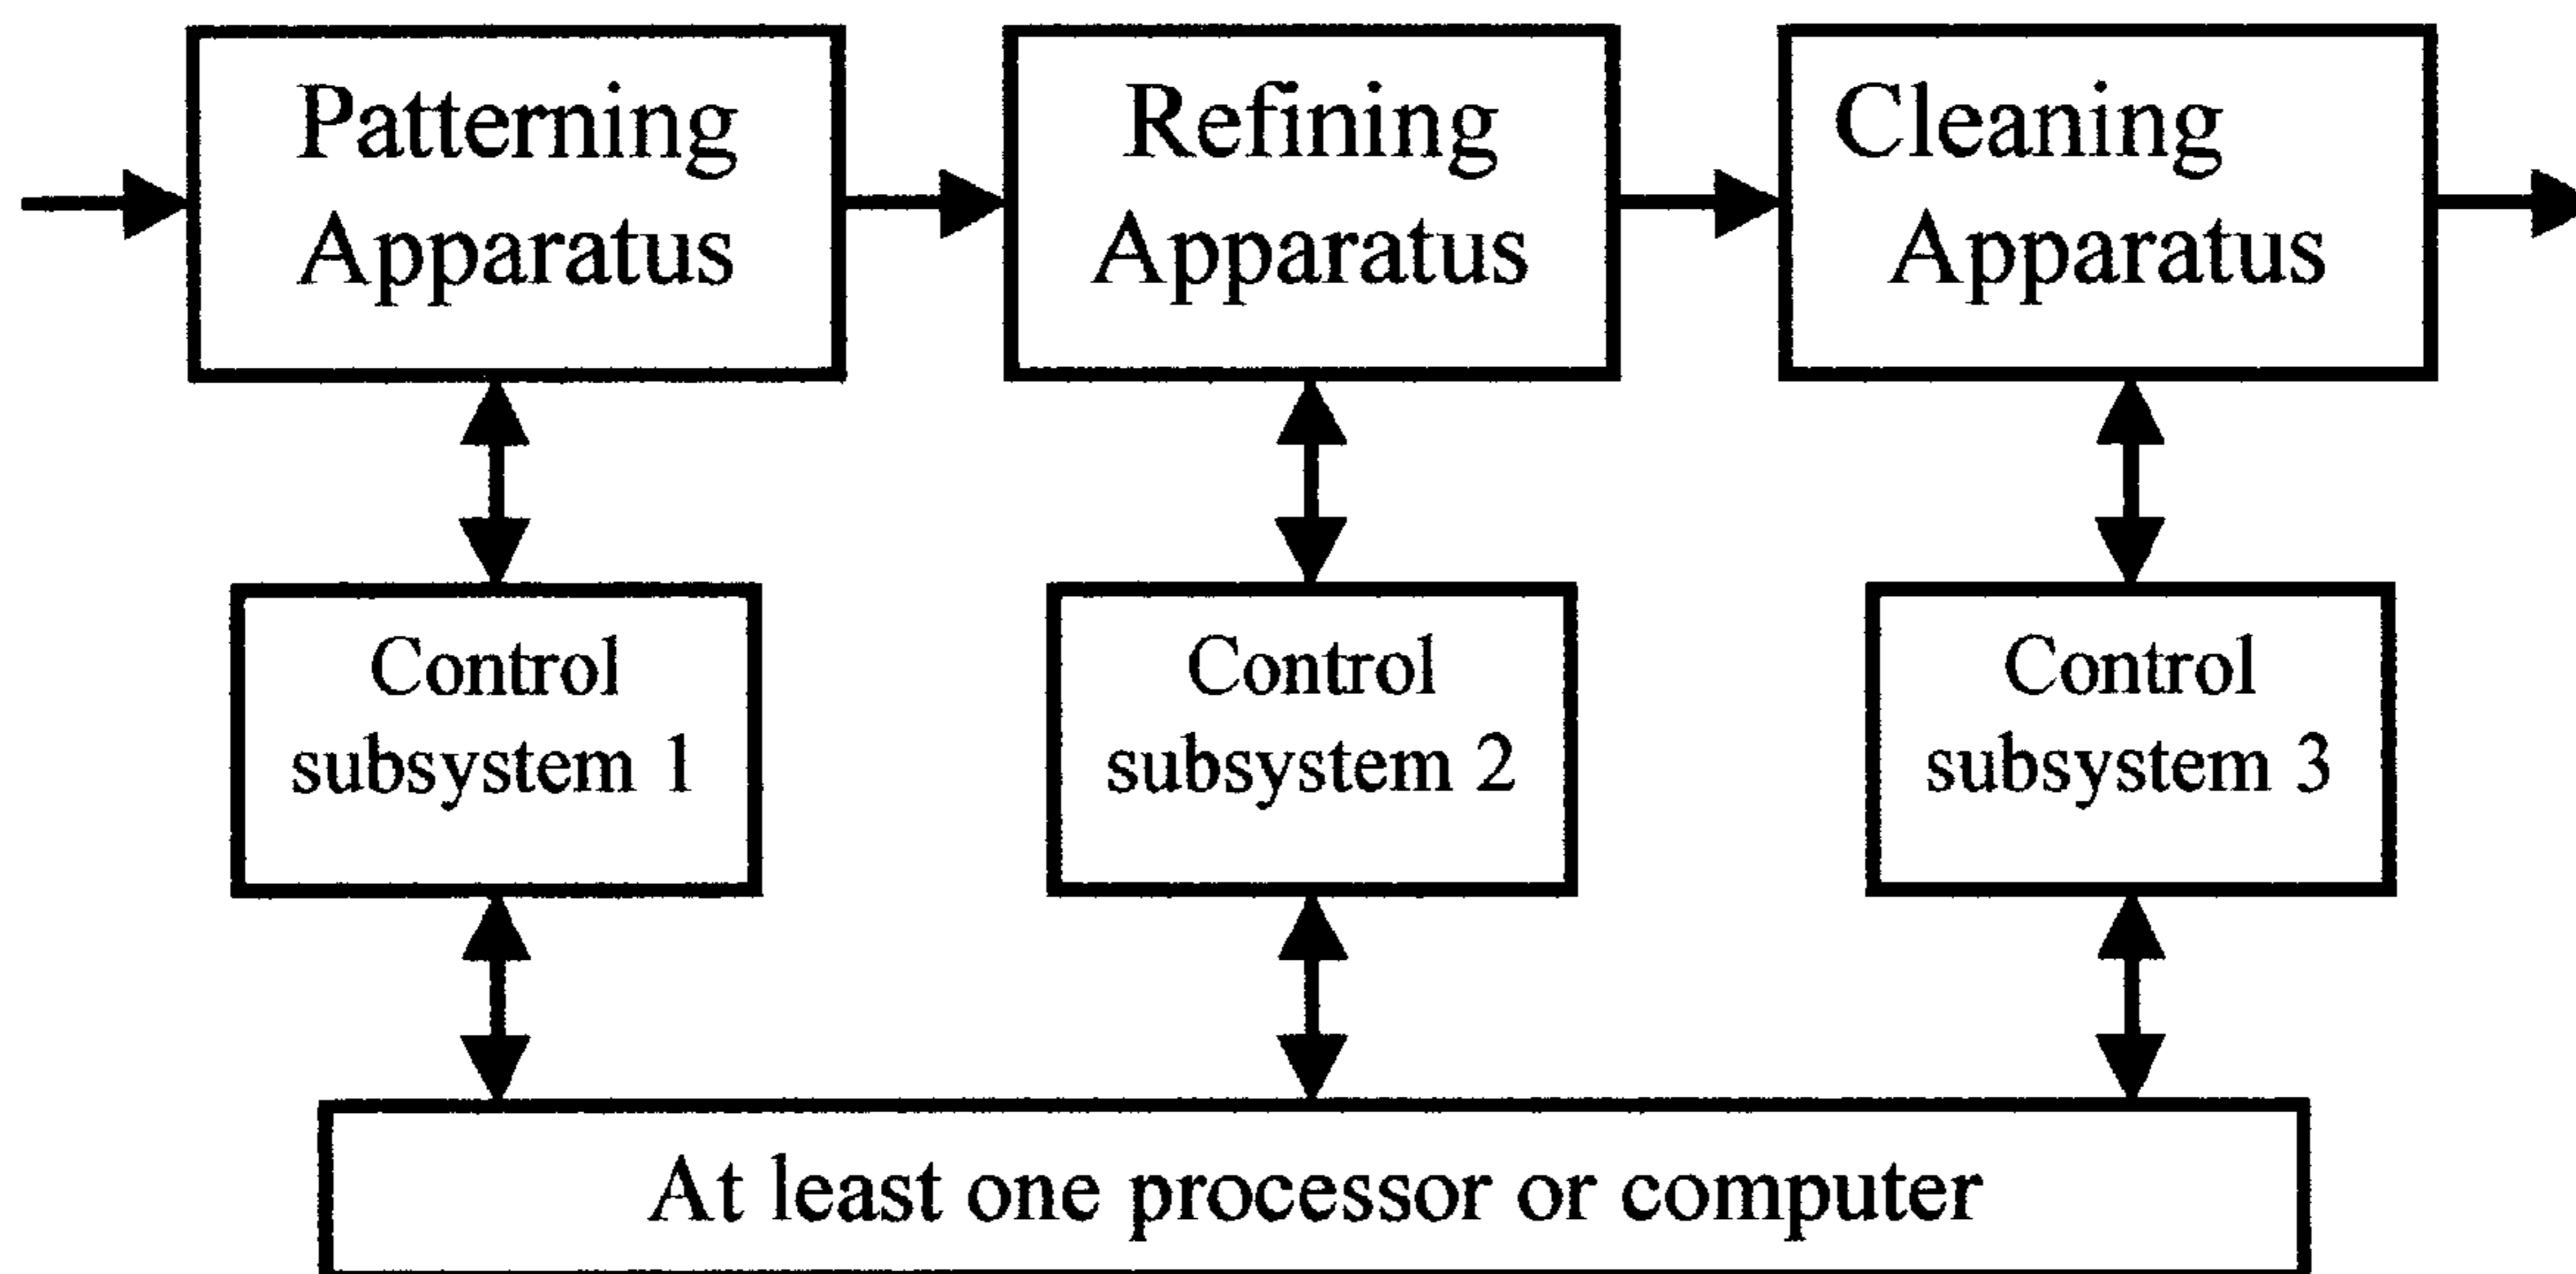 Patterning
Apparatus
Refining
Apparatus
Cleaning
Apparatus
Control
subsystem 1
Control
subsystem 2
Control
subsystem 3
At least one processor or computer